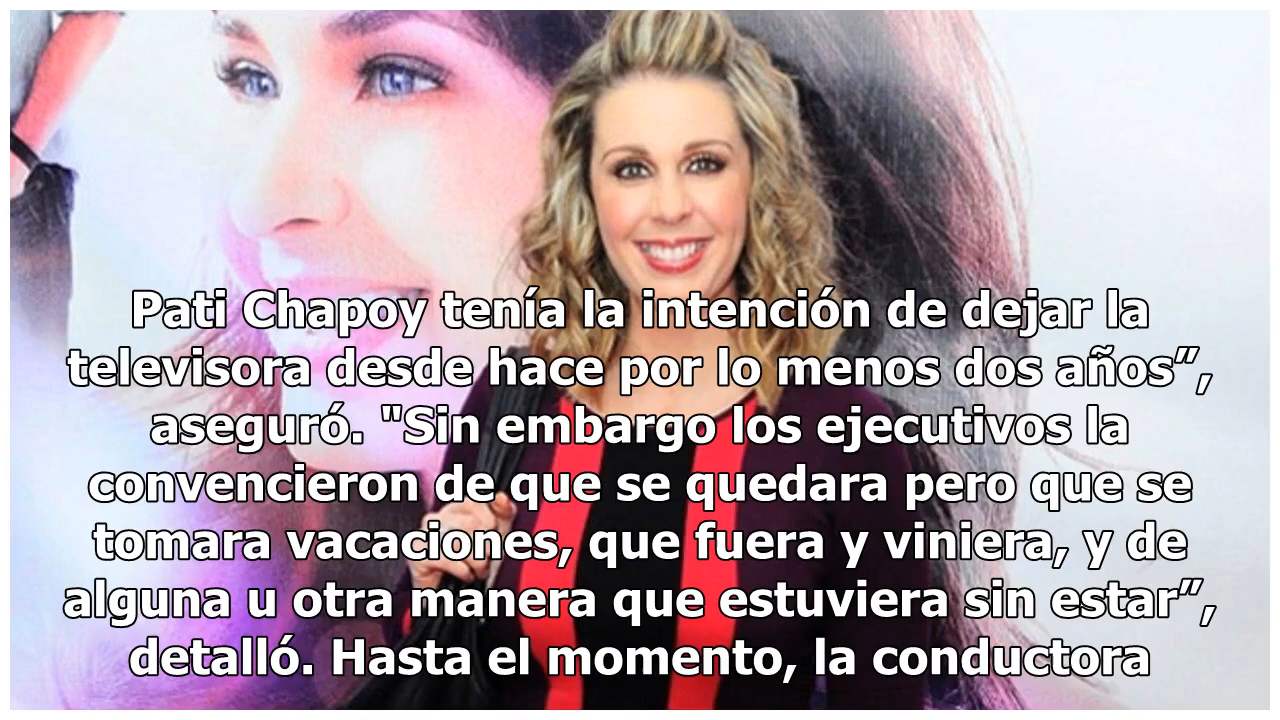 Pati Chapoy tenía la intención de dejar la
televisora desde hace por lo menos dos años”,
aseguró. "Sin embargo los ejecutivos la
convencieron de que se quedara pero que se
tomara vacaciones, que fuera y viniera, y de
alguna u otra manera que estuviera sin estar”,
detalló. Hasta el momento, la conductora